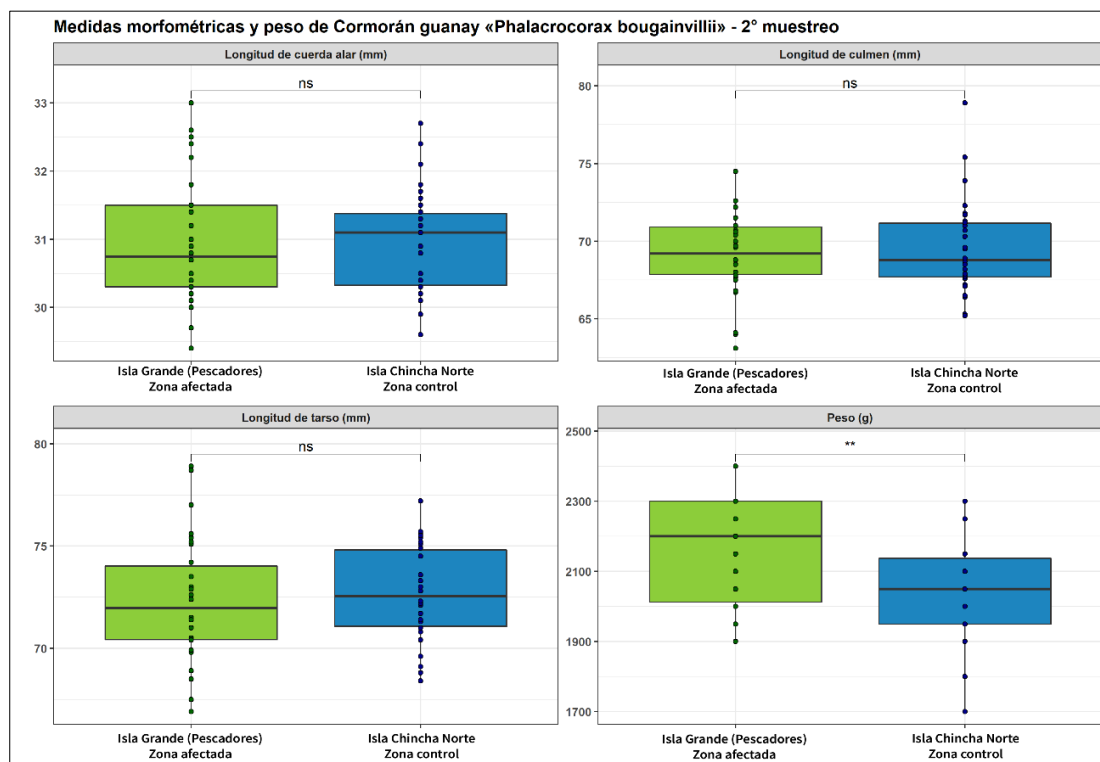 Medidas morfométricas y peso de Cormorán guanay «Phalacrocorax bougainvillii» - 2° muestreo
Longitud de cuerda alar (mm)
ns
33
32
31
30
Isla Grande (Pescadores)
Zona afectada
Isla Chincha Norte
Zona control
Longitud de culmen (mm)
ns
80
75
70
65
Isla Grande (Pescadores)
Zona afectada
Isla Chincha Norte
Zona control
Longitud de tarso (mm)
ns
80
75
70
Isla Grande (Pescadores)
Zona afectada
Isla Chincha Norte
Zona control
Peso (g)
**
2500
2300
2100
1900
1700
Isla Grande (Pescadores)
Zona afectada
Isla Chincha Norte
Zona control